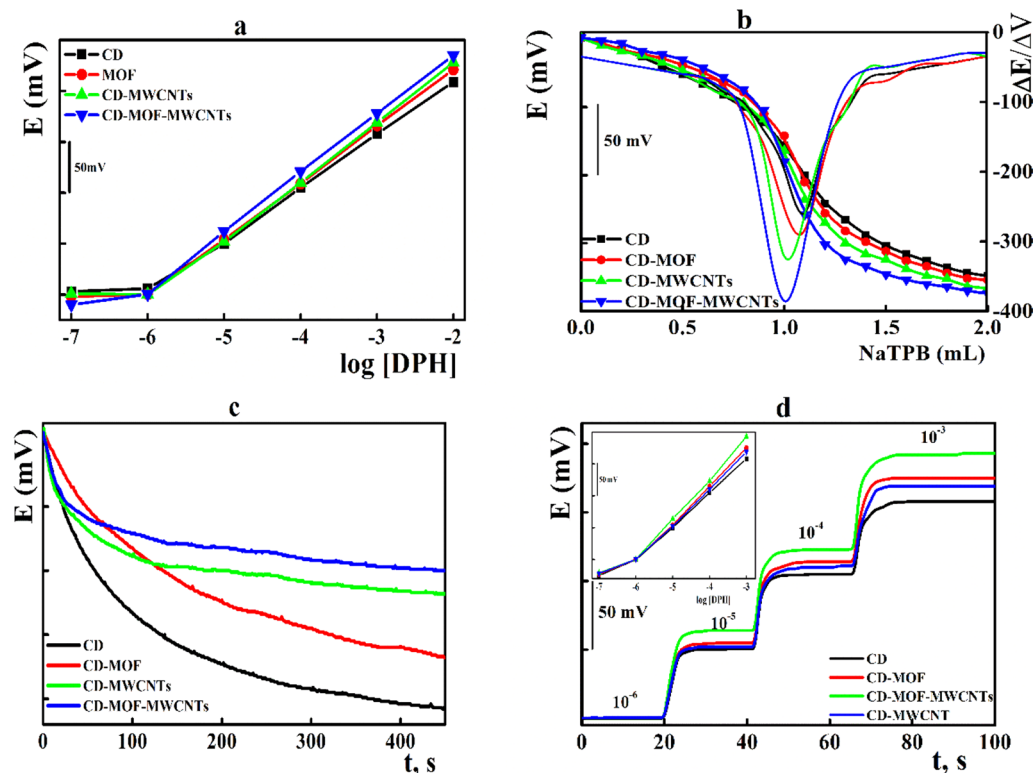 a
E (mV)
CD
MOF
CD-MWCNTs
CD-MOF-MWCNTs
50mV
-7 -6 -5 -4 -3 -2
log [DPH]
b
E (mV)
50 mV
CD
CD-MOF
CD-MWCNTs
CD-MOF-MWCNTs
0.0 0.5 1.0 1.5 2.0
NaTPB (mL)
0
-100
-200
-300
-400
ΔE/ΔV
c
E (mV)
CD
CD-MOF
CD-MWCNTs
CD-MOF-MWCNTs
0 100 200 300 400
t, s
d
E (mV)
50 mV
-7 -6 -5 -4 -3
log [DPH]
50 mV
10-6
10-5
10-4
10-3
CD
CD-MOF
CD-MOF-MWCNTs
CD-MWCNT
0 20 40 60 80 100
t, s